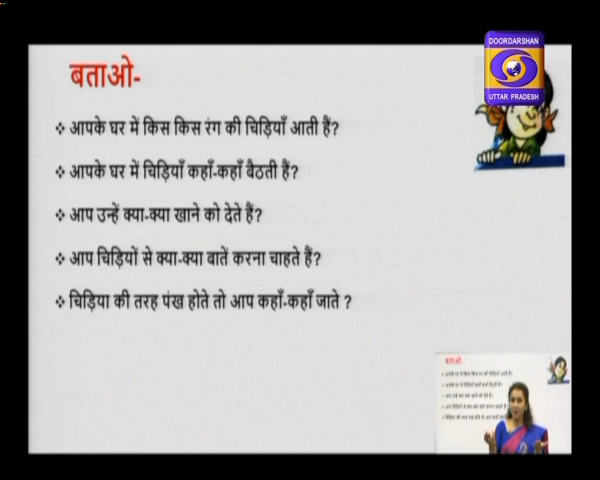 DOORDARSHAN
UTTAR PRADESH
बताओ-
❖ आपके घर में किस किस रंग की चिड़ियाँ आती हैं?
❖ आपके घर में चिड़ियाँ कहाँ-कहाँ बैठती हैं?
❖ आप उन्हें क्या-क्या खाने को देते हैं?
❖ आप चिड़ियों से क्या-क्या बातें करना चाहते हैं?
❖ चिड़िया की तरह पंख होते तो आप कहाँ-कहाँ जाते ?
बताओ